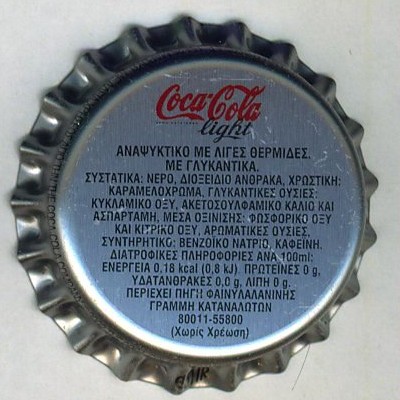 Coca-Cola
light
ΑΝΑΨΥΚΤΙΚΟ ΜΕ ΛΙΓΕΣ ΘΕΡΜΙΔΕΣ,
ΜΕ ΓΛΥΚΑΝΤΙΚΑ.
ΣΥΣΤΑΤΙΚΑ: ΝΕΡΟ, ΔΙΟΞΕΙΔΙΟ ΑΝΘΡΑΚΑ, ΧΡΩΣΤΙΚΗ:
ΚΑΡΑΜΕΛΟΧΡΩΜΑ, ΓΛΥΚΑΝΤΙΚΕΣ ΟΥΣΙΕΣ:
ΚΥΚΛΑΜΙΚΟ ΟΞΥ, ΑΚΕΤΟΣΟΥΛΦΑΜΙΚΟ ΚΑΛΙΟ ΚΑΙ
ΑΣΠΑΡΤΑΜΗ, ΜΕΣΑ ΟΞΙΝΙΣΗΣ: ΦΩΣΦΟΡΙΚΟ ΟΞΥ
ΚΑΙ ΚΙΤΡΙΚΟ ΟΞΥ, ΑΡΩΜΑΤΙΚΕΣ ΟΥΣΙΕΣ,
ΣΥΝΤΗΡΗΤΙΚΟ: ΒΕΝΖΟΪΚΟ ΝΑΤΡΙΟ, ΚΑΦΕΪΝΗ.
ΔΙΑΤΡΟΦΙΚΕΣ ΠΛΗΡΟΦΟΡΙΕΣ ΑΝΑ 100ml:
ΕΝΕΡΓΕΙΑ 0,18 kcal (0,8 kJ). ΠΡΩΤΕΪΝΕΣ 0 g,
ΥΔΑΤΑΝΘΡΑΚΕΣ 0,0 g, ΛΙΠΗ 0 g.
ΠΕΡΙΕΧΕΙ ΠΗΓΗ ΦΑΙΝΥΛΑΛΑΝΙΝΗΣ
ΓΡΑΜΜΗ ΚΑΤΑΝΑΛΩΤΩΝ
80011-55800
(Χωρίς Χρέωση)